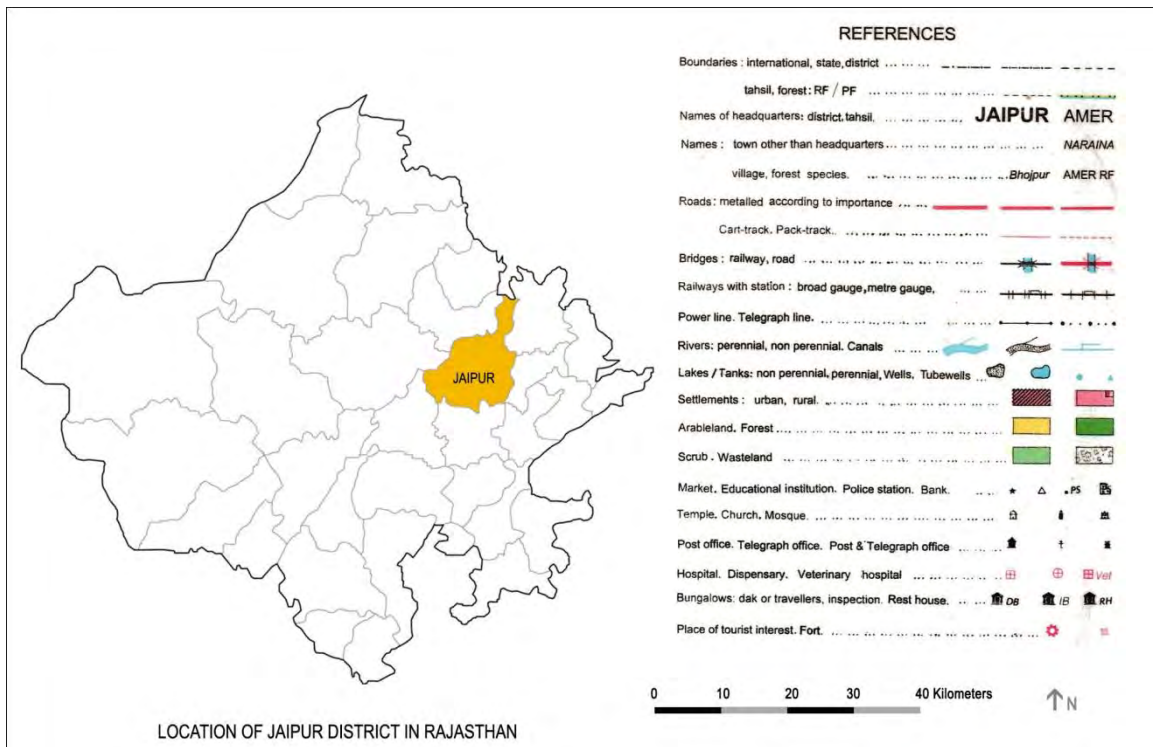 JAIPUR
LOCATION OF JAIPUR DISTRICT IN RAJASTHAN
REFERENCES
Boundaries : international, state, district
tahsil, forest: RF / PF
Names of headquarters: district. tahsil. JAIPUR AMER
Names : town other than headquarters NARAINA
village, forest species. Bhojpur AMER RF
Roads: metalled according to importance
Cart-track. Pack-track.
Bridges : railway, road
Railways with station : broad gauge, metre gauge,
Power line. Telegraph line.
Rivers: perennial, non perennial. Canals
Lakes / Tanks: non perennial, perennial, Wells. Tubewells
Settlements : urban, rural.
Arableland. Forest
Scrub. Wasteland
Market. Educational institution. Police station. Bank. .PS
Temple. Church. Mosque.
Post office. Telegraph office. Post & Telegraph office
Hospital. Dispensary. Veterinary hospital Vet
Bungalows: dak or travellers, inspection. Rest house. DB IB RH
Place of tourist interest. Fort.
0 10 20 30 40 Kilometers
N